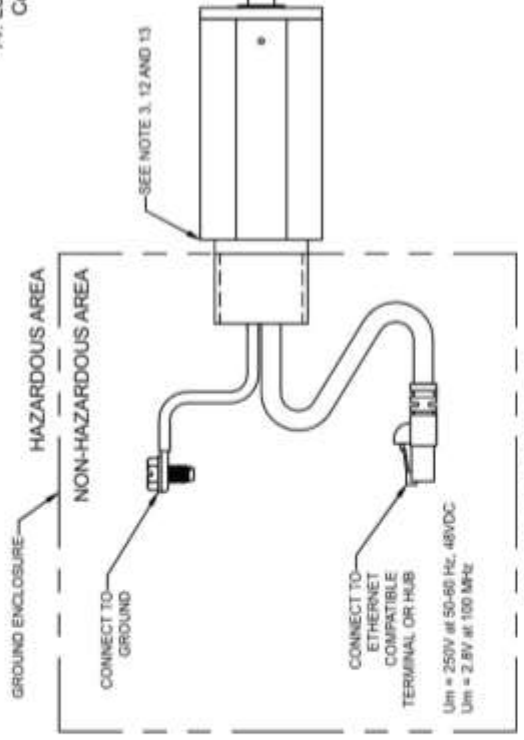 GROUND ENCLOSURE
HAZARDOUS AREA
NON-HAZARDOUS AREA
SEE NOTE 3, 12 AND 13
CONNECT TO
GROUND
CONNECT TO
ETHERNET
COMPATIBLE
TERMINAL OR HUB
Um = 250V at 50-60 Hz, 48VDC
Um = 2.8V at 100 MHz